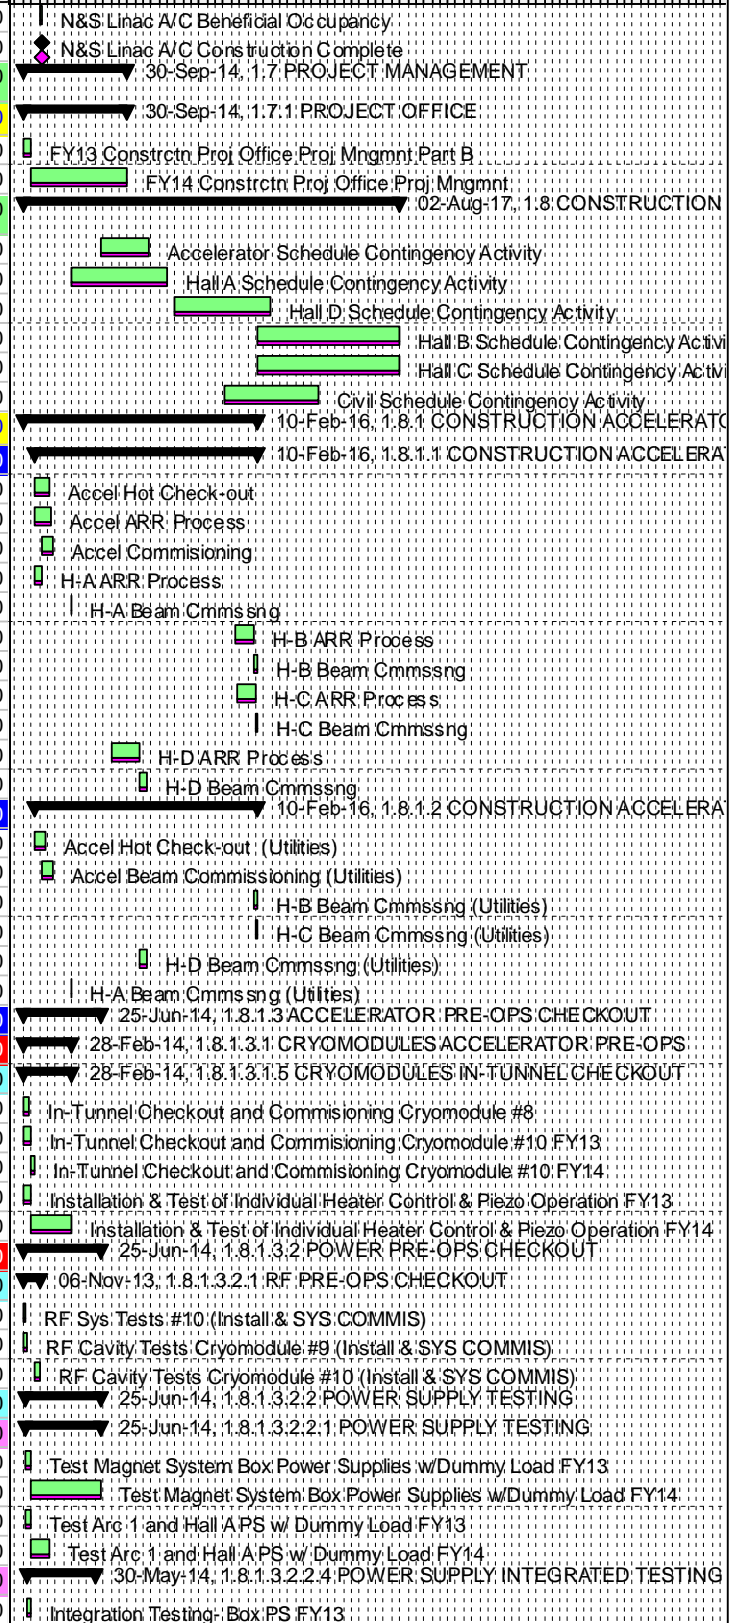 N&S Linac A/C Beneficial Occupancy
N&S Linac A/C Construction Complete
30-Sep-14, 1.7 PROJECT MANAGEMENT
30-Sep-14, 1.7.1 PROJECT OFFICE
FY13 Constrctn Proj Office Proj Mngmnt Part B
FY14 Constrctn Proj Office Proj Mngmnt
02-Aug-17, 1.8 CONSTRUCTION
Accelerator Schedule Contingency Activity
Hall A Schedule Contingency Activity
Hall D Schedule Contingency Activity
Hall B Schedule Contingency Activi
Hall C Schedule Contingency Activi
Civil Schedule Contingency Activity
10-Feb-16, 1.8.1 CONSTRUCTION ACCELERATO
10-Feb-16, 1.8.1.1 CONSTRUCTION ACCELERA
Accel Hot Check-out
Accel ARR Process
Accel Commisioning
H-A ARR Process
H-A Beam Cmmssng
H-B ARR Process
H-B Beam Cmmssng
H-C ARR Process
H-C Beam Cmmssng
H-D ARR Process
H-D Beam Cmmssng
10-Feb-16, 1.8.1.2 CONSTRUCTION ACCELERA
Accel Hot Check-out (Utilities)
Accel Beam Commissioning (Utilities)
H-B Beam Cmmssng (Utilities)
H-C Beam Cmmssng (Utilities)
H-D Beam Cmmssng (Utilities)
H-A Beam Cmmssng (Utilities)
25-Jun-14, 1.8.1.3 ACCELERATOR PRE-OPS CHECKOUT
28-Feb-14, 1.8.1.3.1 CRYOMODULES ACCELERATOR PRE-OPS
28-Feb-14, 1.8.1.3.1.5 CRYOMODULES IN-TUNNEL CHECKOUT
In-Tunnel Checkout and Commisioning Cryomodule #8
In-Tunnel Checkout and Commisioning Cryomodule #10 FY13
In-Tunnel Checkout and Commisioning Cryomodule #10 FY14
Installation & Test of Individual Heater Control & Piezo Operation FY13
Installation & Test of Individual Heater Control & Piezo Operation FY14
25-Jun-14, 1.8.1.3.2 POWER PRE-OPS CHECKOUT
06-Nov-13, 1.8.1.3.2.1 RF PRE-OPS CHECKOUT
RF Sys Tests #10 (Install & SYS COMMIS)
RF Cavity Tests Cryomodule #9 (Install & SYS COMMIS)
RF Cavity Tests Cryomodule #10 (Install & SYS COMMIS)
25-Jun-14, 1.8.1.3.2.2 POWER SUPPLY TESTING
25-Jun-14, 1.8.1.3.2.2.1 POWER SUPPLY TESTING
Test Magnet System Box Power Supplies w/Dummy Load FY13
Test Magnet System Box Power Supplies w/Dummy Load FY14
Test Arc 1 and Hall A PS w/ Dummy Load FY13
Test Arc 1 and Hall A PS w/ Dummy Load FY14
30-May-14, 1.8.1.3.2.2.4 POWER SUPPLY INTEGRATED TESTING
Integration Testing- Box PS FY13